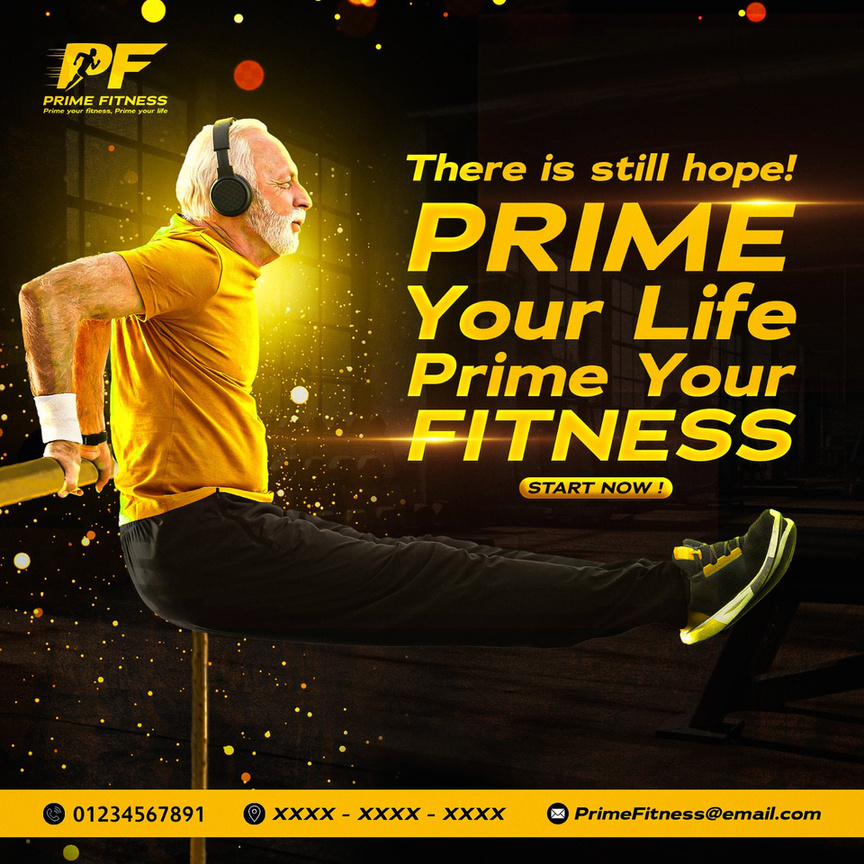 PF
PRIME FITNESS
Prime your fitness, Prime your life
There is still hope!
PRIME
Your Life
Prime Your
FITNESS
START NOW !
01234567891
XXXX - XXXX - XXXX
PrimeFitness@email.com